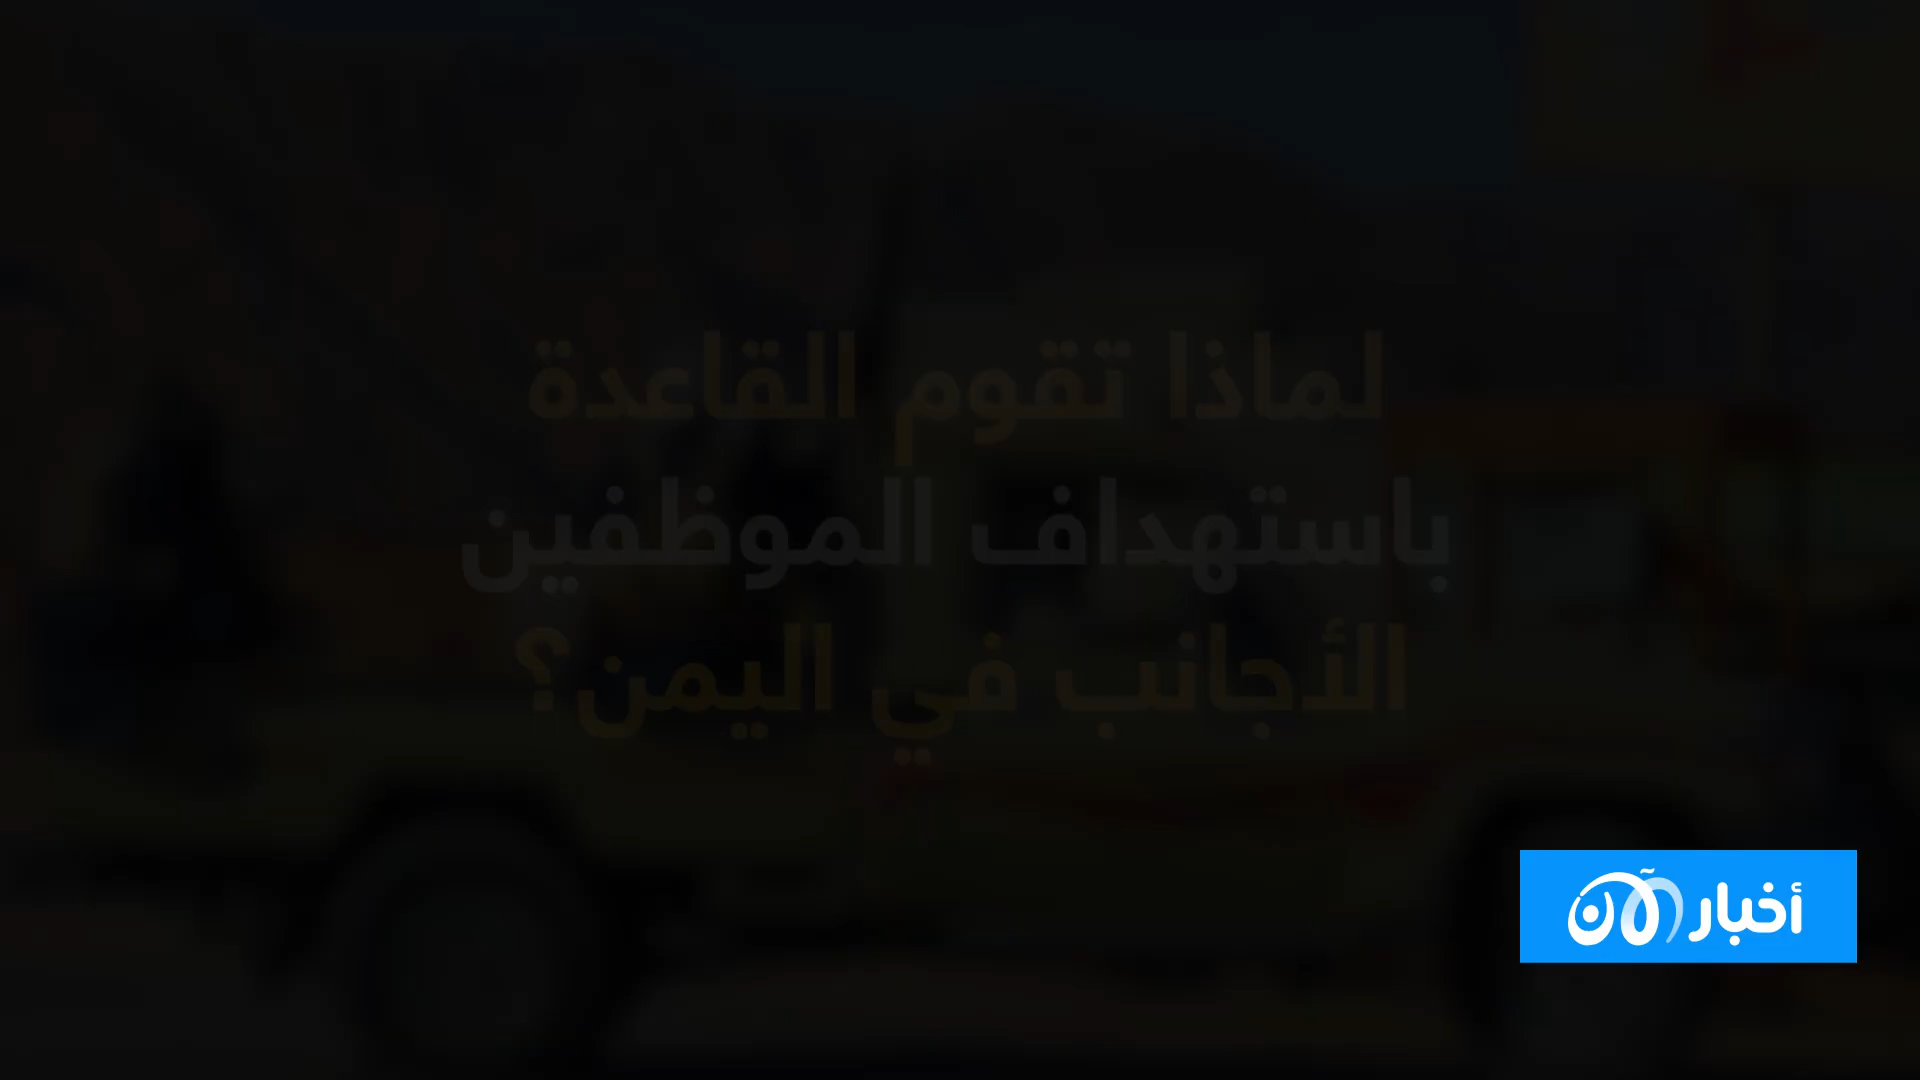 لماذا تقوم القاعدة
باستهداف الموظفين
الأجانب في اليمن؟
أخبار الآن